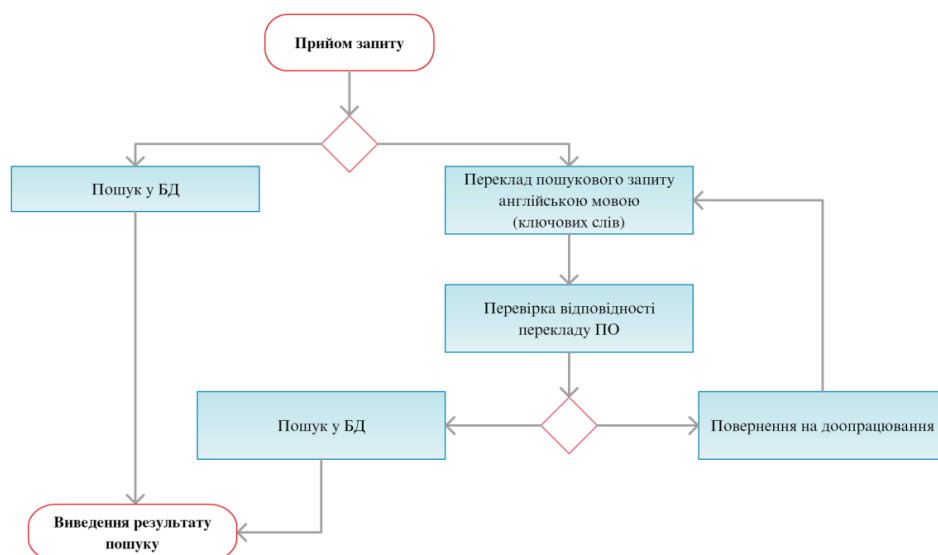 Прийом запиту
Пошук у БД
Переклад пошукового запиту
англійською мовою
(ключових слів)
Перевірка відповідності
перекладу ПО
Пошук у БД
Повернення на доопрацювання
Виведення результату
пошуку